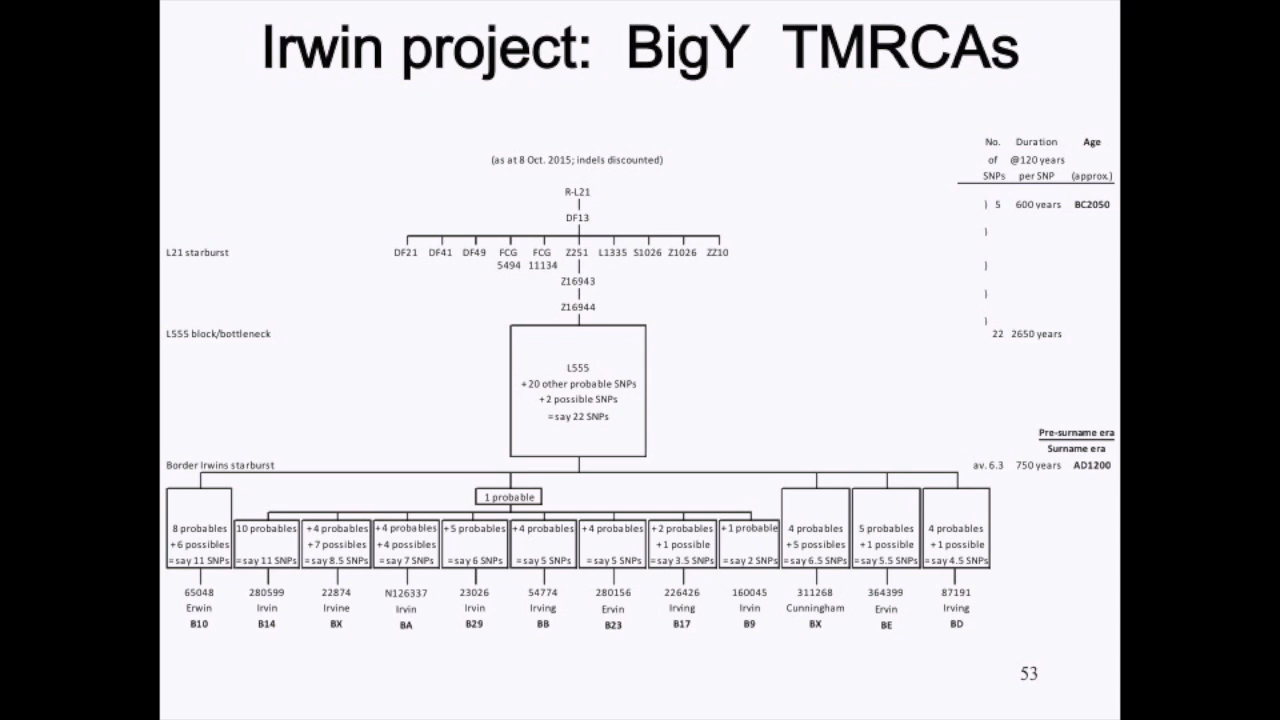 Irwin project: BigY TMRCAs
No. Duration Age
(as at 8 Oct. 2015; indels discounted) of @120 years
SNPs per SNP (approx.)
R-L21
) 5 600 years BC2050
DF13
)
L21 starburst DF21 DF41 DF49 FCG FCG Z251 L1335 S1026 Z1026 ZZ10
5494 11134 )
Z16943
)
Z16944
)
L555 block/bottleneck 22 2650 years
L555
+20 other probable SNPs
+2 possible SNPs
=say 22 SNPs
Pre-surname era
Surname era
Border Irwins starburst av. 6.3 750 years AD1200
1 probable
8 probables 10 probables +4 probables +4 probables +5 probables +4 probables +4 probables +2 probables +1 probable 4 probables 5 probables 4 probables
+6 possibles +7 possibles +4 possibles +1 possible +5 possibles +1 possible +1 possible
=say 11 SNPs =say 11 SNPs =say 8.5 SNPs =say 7 SNPs =say 6 SNPs =say 5 SNPs =say 5 SNPs =say 3.5 SNPs =say 2 SNPs =say 6.5 SNPs =say 5.5 SNPs =say 4.5 SNPs
65048 280599 22874 N126337 23026 54774 280156 226426 160045 311268 364399 87191
Erwin Irvin Irvine Irvin Irvin Irving Ervin Irving Irvin Cunningham Ervin Irving
B10 B14 BX BA B29 BB B23 B17 B9 BX BE BD
53